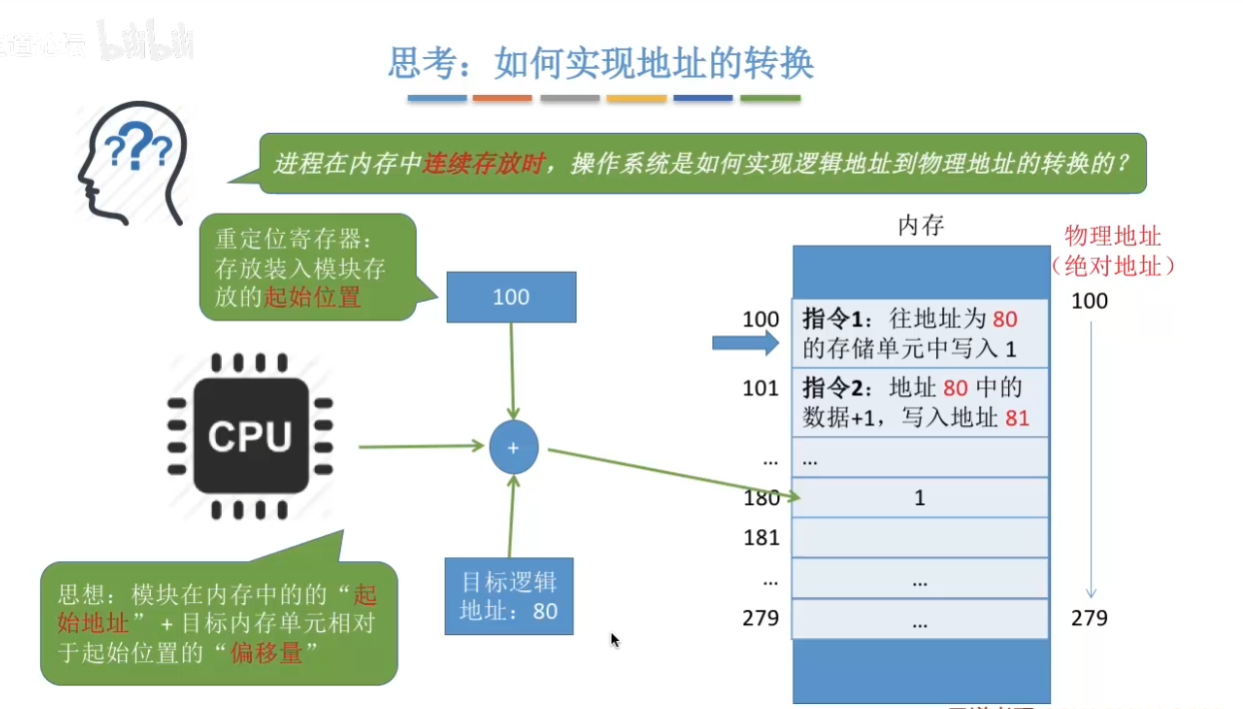 bilibili
思考：如何实现地址的转换
???
进程在内存中连续存放时，操作系统是如何实现逻辑地址到物理地址的转换的？
重定位寄存器：
存放装入模块存
放的起始位置
100
CPU
+
目标逻辑
地址：80
思想：模块在内存中的的“起
始地址” + 目标内存单元相对
于起始位置的“偏移量”
内存
物理地址
（绝对地址）
100
指令1：往地址为 80
的存储单元中写入 1
100
101
指令2：地址 80 中的
数据+1，写入地址 81
...
...
180
1
181
...
...
279
...
279